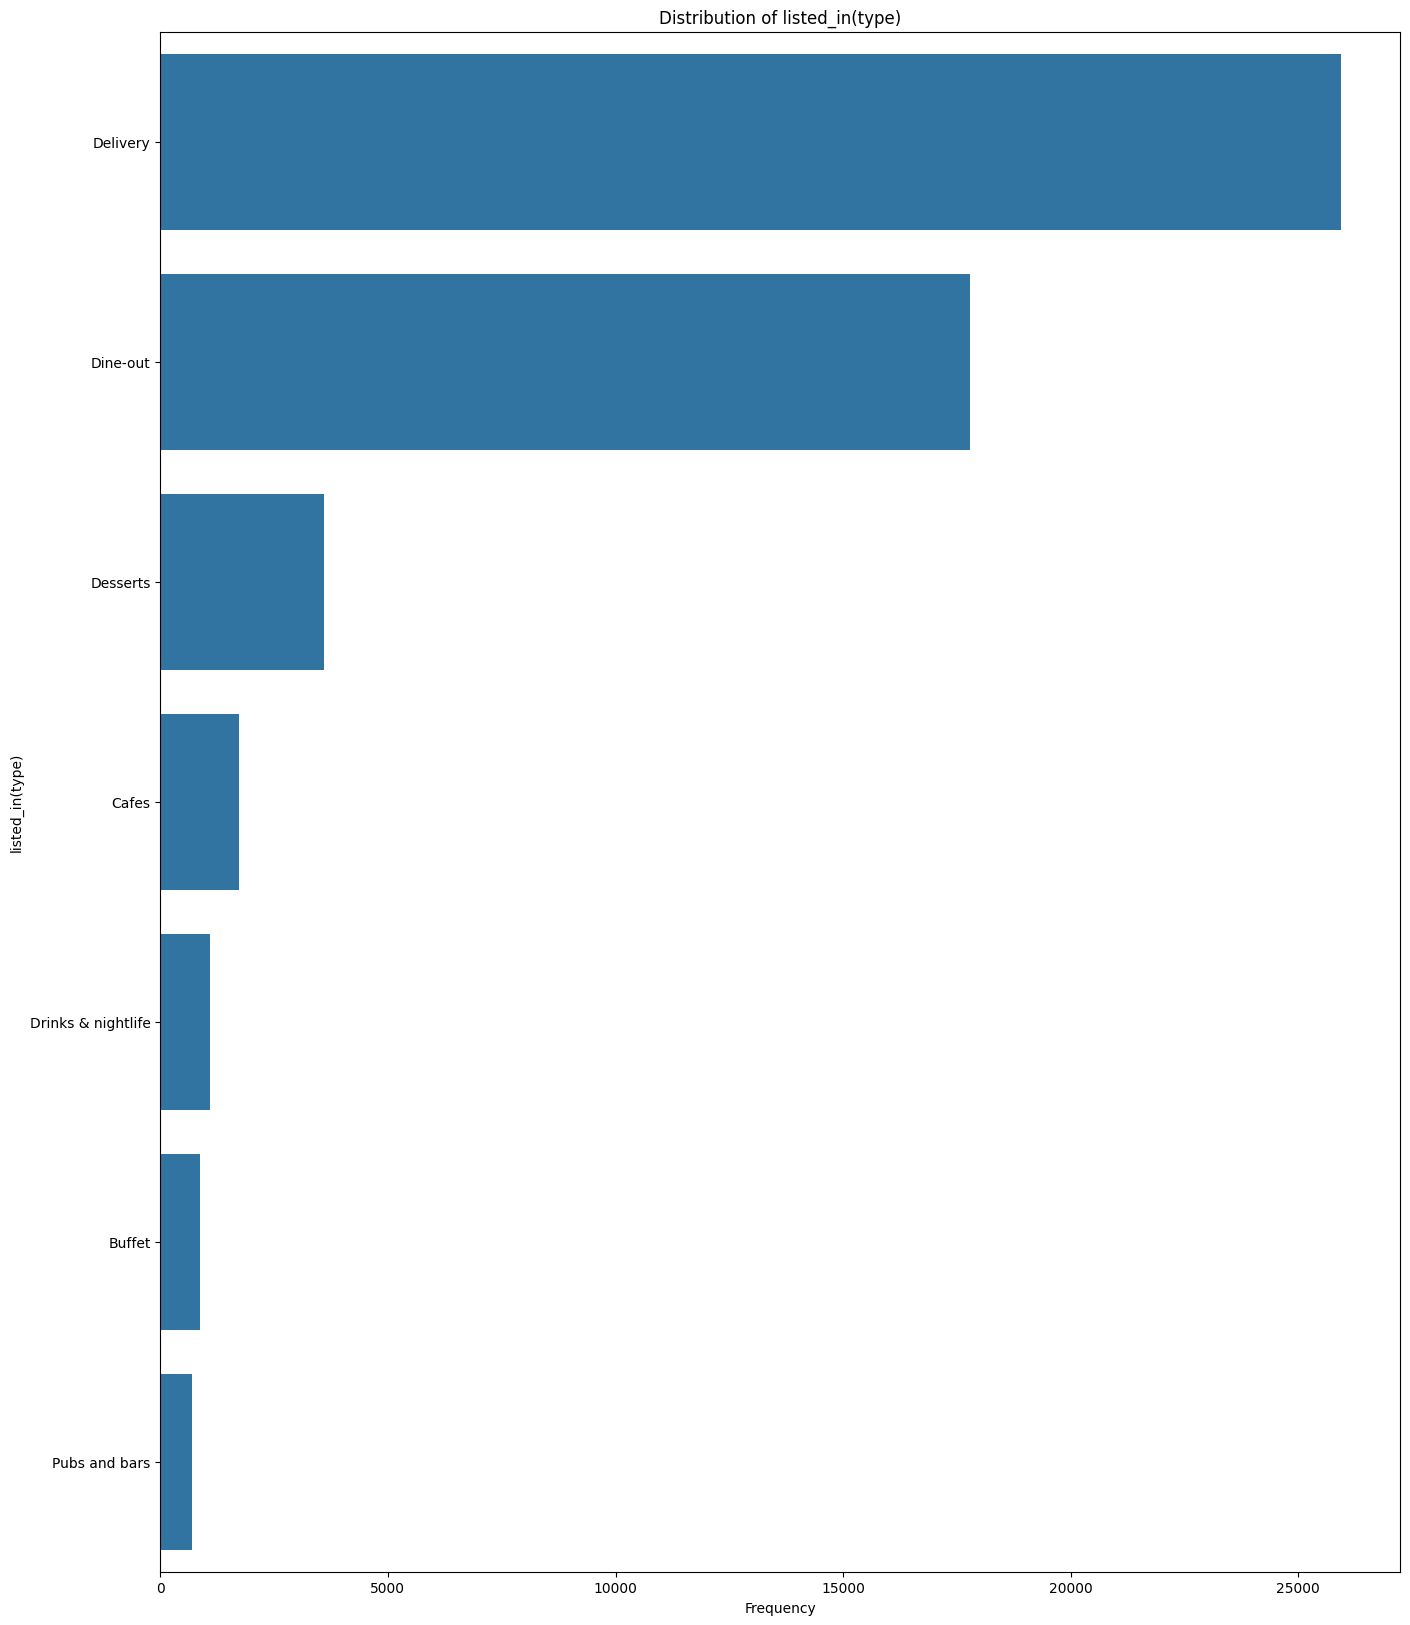 Distribution of listed_in(type)
Delivery
Dine-out
Desserts
Cafes
Drinks & nightlife
Buffet
Pubs and bars
listed_in(type)
0 5000 10000 15000 20000 25000
Frequency